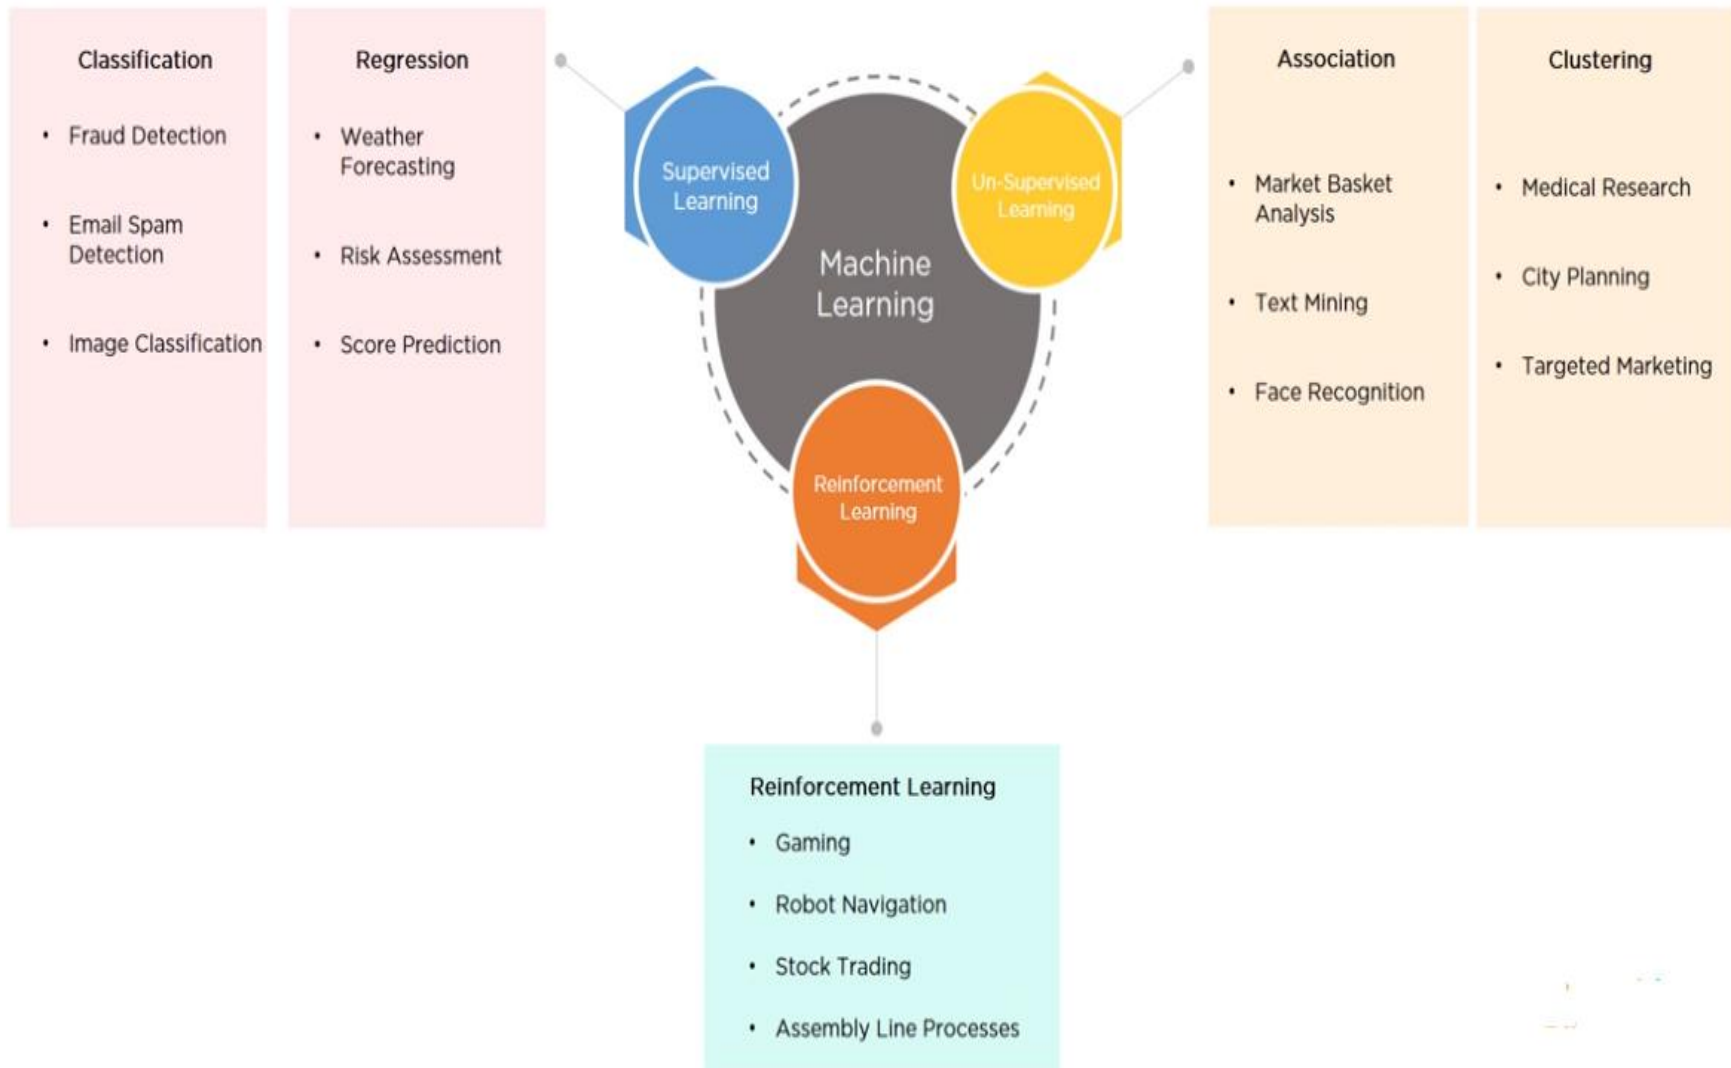 Classification
• Fraud Detection
• Email Spam
Detection
• Image Classification
Regression
• Weather
Forecasting
• Risk Assessment
• Score Prediction
Supervised
Learning
Machine
Learning
Un-Supervised
Learning
Reinforcement
Learning
Association
• Market Basket
Analysis
• Text Mining
• Face Recognition
Clustering
• Medical Research
• City Planning
• Targeted Marketing
Reinforcement Learning
• Gaming
• Robot Navigation
• Stock Trading
• Assembly Line Processes